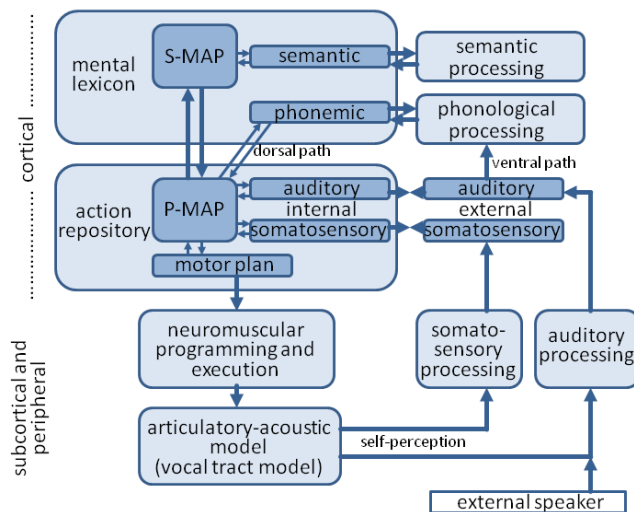 cortical
subcortical and
peripheral
mental
lexicon
S-MAP
semantic
semantic
processing
phonemic
phonological
processing
dorsal path
ventral path
action
repository
P-MAP
auditory
internal
somatosensory
auditory
external
somatosensory
motor plan
neuromuscular
programming and
execution
somato-
sensory
processing
auditory
processing
articulatory-acoustic
model
(vocal tract model)
self-perception
external speaker